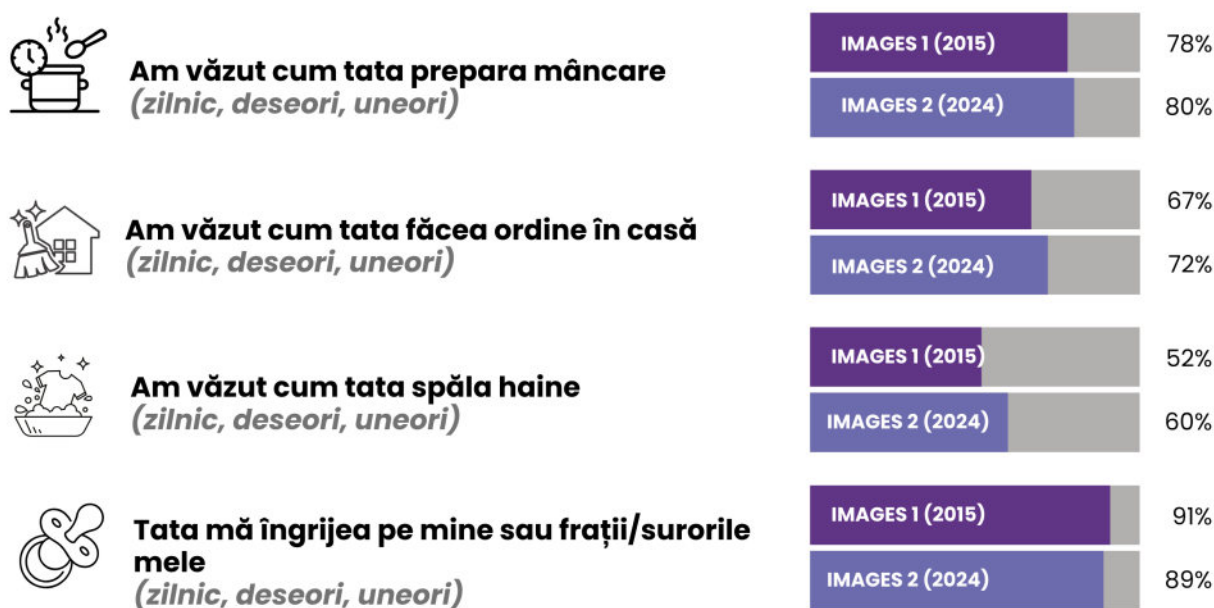 Am văzut cum tata prepara mâncare
(zilnic, deseori, uneori)
IMAGES 1 (2015)
78%
IMAGES 2 (2024)
80%
Am văzut cum tata făcea ordine în casă
(zilnic, deseori, uneori)
IMAGES 1 (2015)
67%
IMAGES 2 (2024)
72%
Am văzut cum tata spăla haine
(zilnic, deseori, uneori)
IMAGES 1 (2015)
52%
IMAGES 2 (2024)
60%
Tata mă îngrijea pe mine sau frații/surorile
mele
(zilnic, deseori, uneori)
IMAGES 1 (2015)
91%
IMAGES 2 (2024)
89%